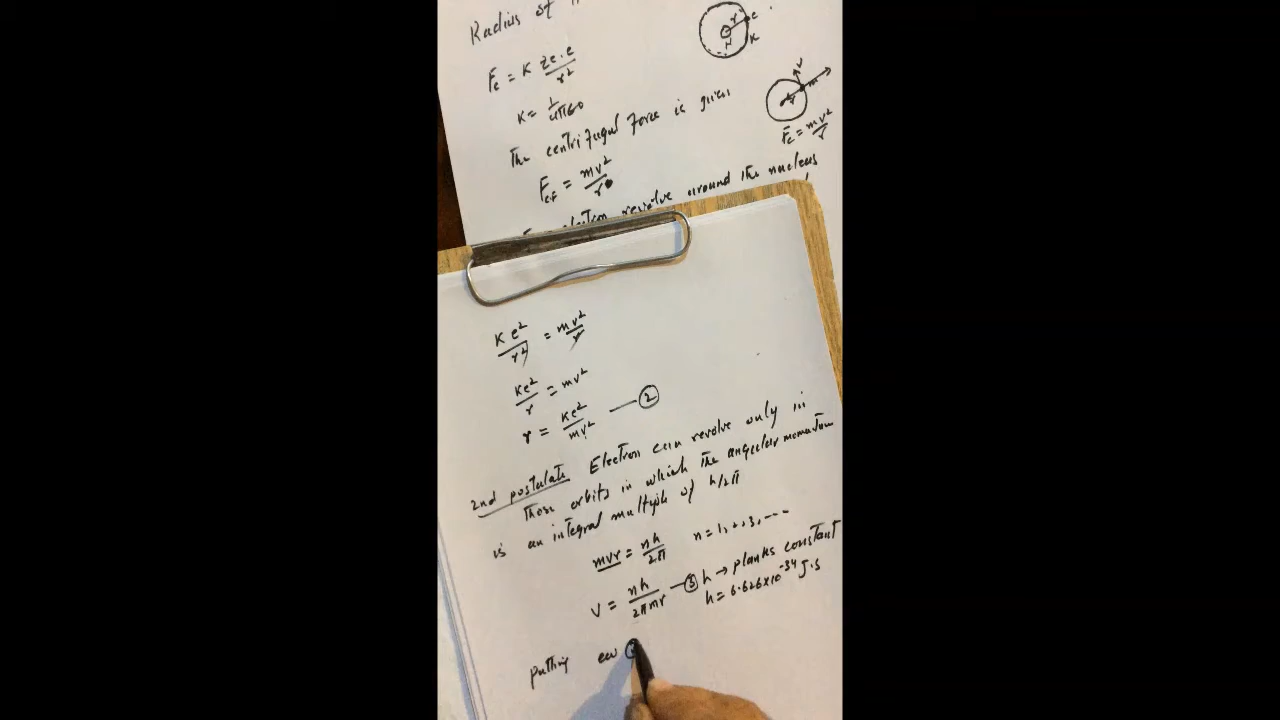 Radius of
Fc = K Ze.e/r²
e
r
N
K
K = 1/4πϵ0
The centrifugal Force is given
v
m
r
Fc = mv²/r
FCF = mv²/r
electron revolve around the nucleus
Ke²/r² = mv²/r
Ke²/r = mv²
r = Ke²/mv² — ②
2nd postulate Electron can revolve only in
Those orbits in which The angular momentum
is an integral multiple of h/2π
mvr = nh/2π n = 1, 2, 3, ---
V = nh/2πmr — ③ h → planks constant
h = 6.626×10⁻³⁴ J.s
putting